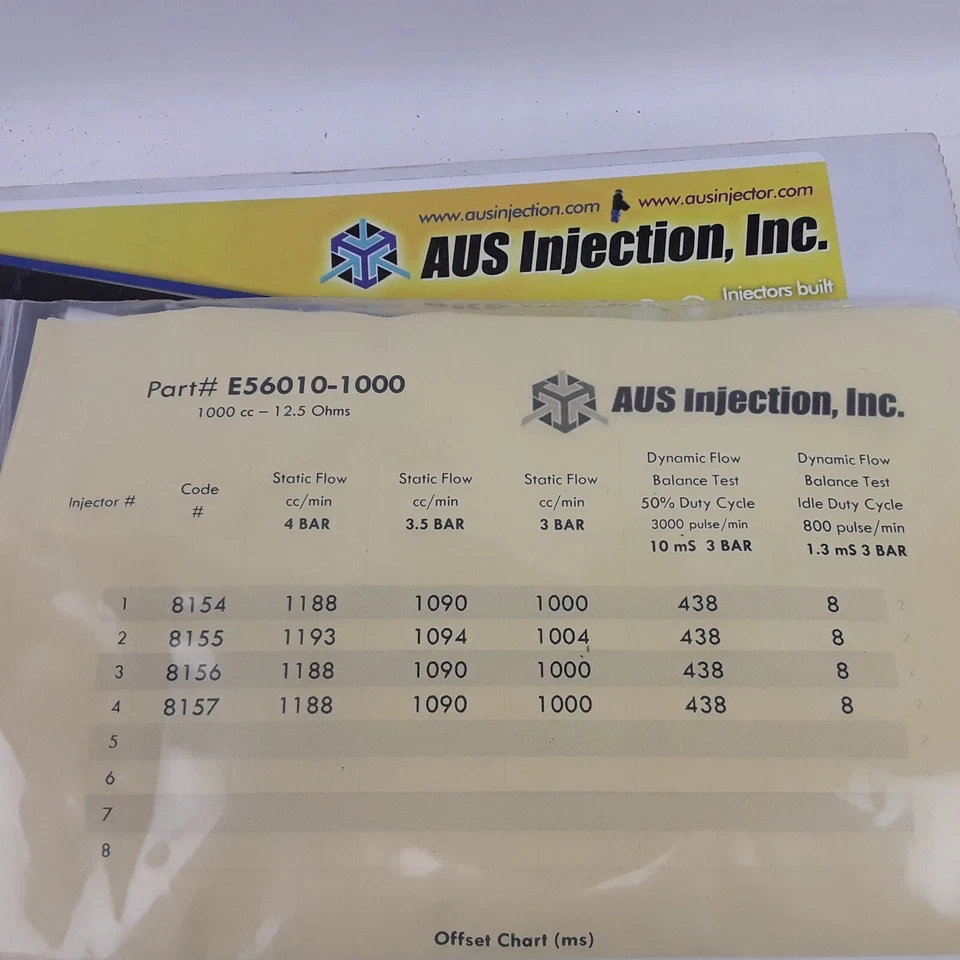 www.ausinjection.com www.ausinjector.com
AUS Injection, Inc.
Injectors built
Part# E56010-1000
1000 cc – 12.5 Ohms
AUS Injection, Inc.
Injector # Code # Static Flow cc/min 4 BAR Static Flow cc/min 3.5 BAR Static Flow cc/min 3 BAR Dynamic Flow Balance Test 50% Duty Cycle 3000 pulse/min 10 mS 3 BAR Dynamic Flow Balance Test Idle Duty Cycle 800 pulse/min 1.3 mS 3 BAR
1 8154 1188 1090 1000 438 8 2
2 8155 1193 1094 1004 438 8 2
3 8156 1188 1090 1000 438 8 2
4 8157 1188 1090 1000 438 8 2
5 2
6
7
8
Offset Chart (ms)